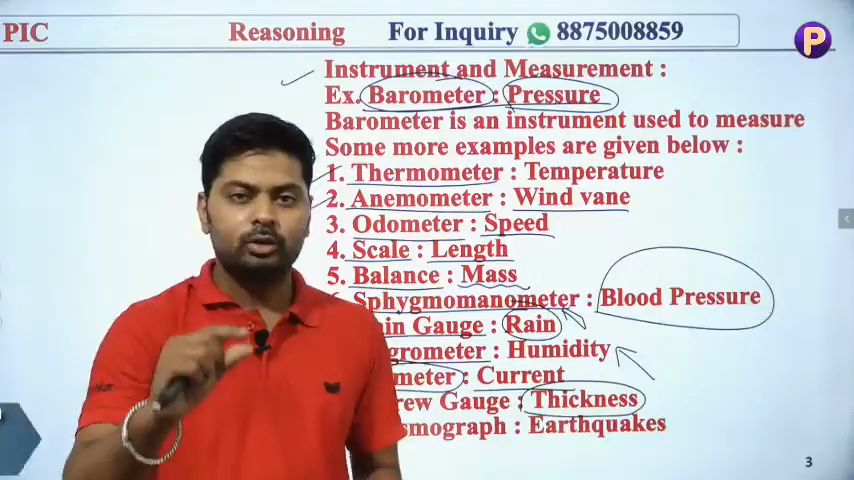 PIC Reasoning For Inquiry 8875008859 P
Instrument and Measurement :
Ex. Barometer : Pressure
Barometer is an instrument used to measure
Some more examples are given below :
1. Thermometer : Temperature
2. Anemometer : Wind vane
3. Odometer : Speed
4. Scale : Length
5. Balance : Mass
Sphygmomanometer : Blood Pressure
ain Gauge : Rain
grometer : Humidity
meter : Current
rew Gauge : Thickness
smograph : Earthquakes
3